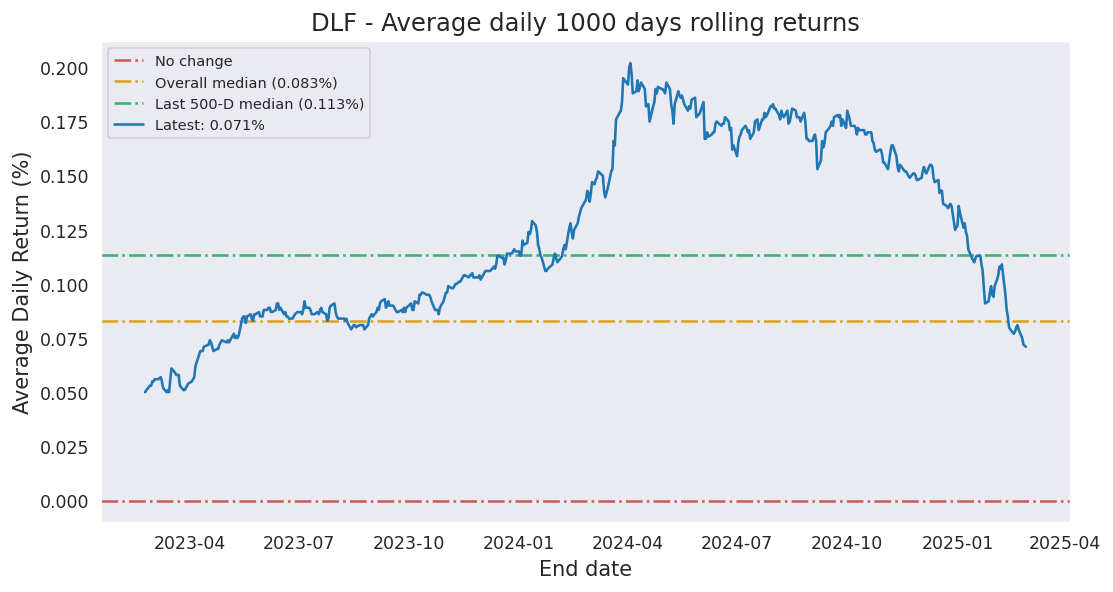 DLF - Average daily 1000 days rolling returns
No change
Overall median (0.083%)
Last 500-D median (0.113%)
Latest: 0.071%
Average Daily Return (%)
0.200
0.175
0.150
0.125
0.100
0.075
0.050
0.025
0.000
2023-04 2023-07 2023-10 2024-01 2024-04 2024-07 2024-10 2025-01 2025-04
End date